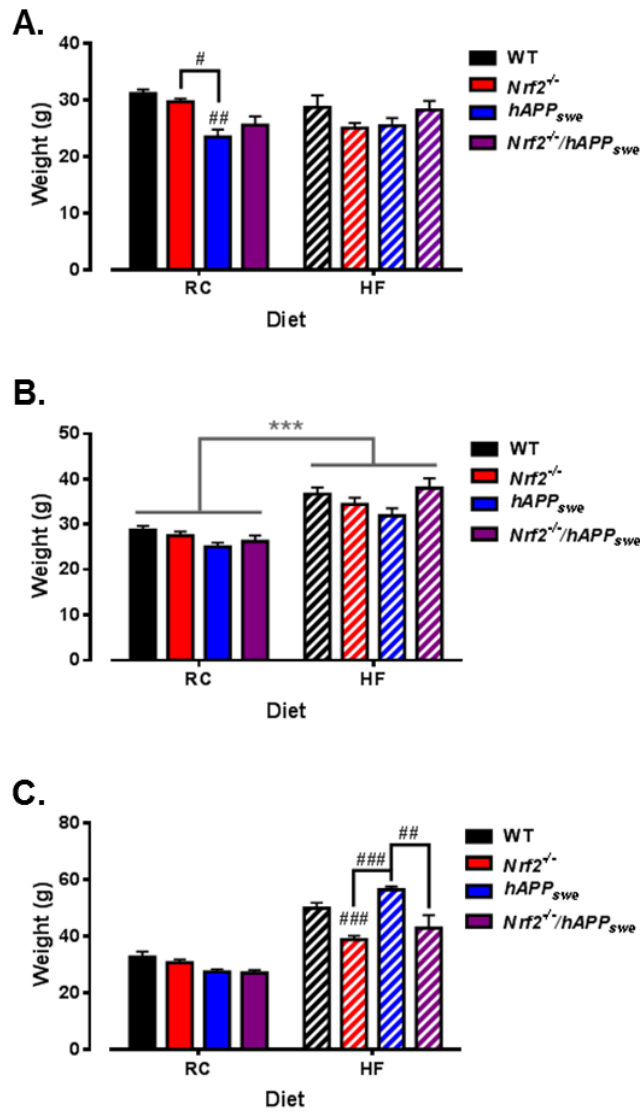 A.
40
30
20
10
0
Weight (g)
#
##
RC
HF
Diet
WT
Nrf2-/-
hAPPswe
Nrf2-/-/hAPPswe
B.
50
40
30
20
10
0
Weight (g)
***
RC
HF
Diet
WT
Nrf2-/-
hAPPswe
Nrf2-/-/hAPPswe
C.
80
60
40
20
0
Weight (g)
##
###
###
RC
HF
Diet
WT
Nrf2-/-
hAPPswe
Nrf2-/-/hAPPswe